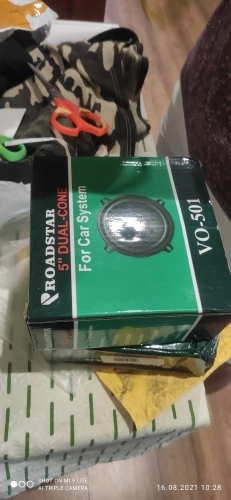 ROADSTAR
5" DUAL-CONE
For Car System
VO-501
SHOT ON MI 9 LITE
AI TRIPLE CAMERA
16.08.2021 10:28